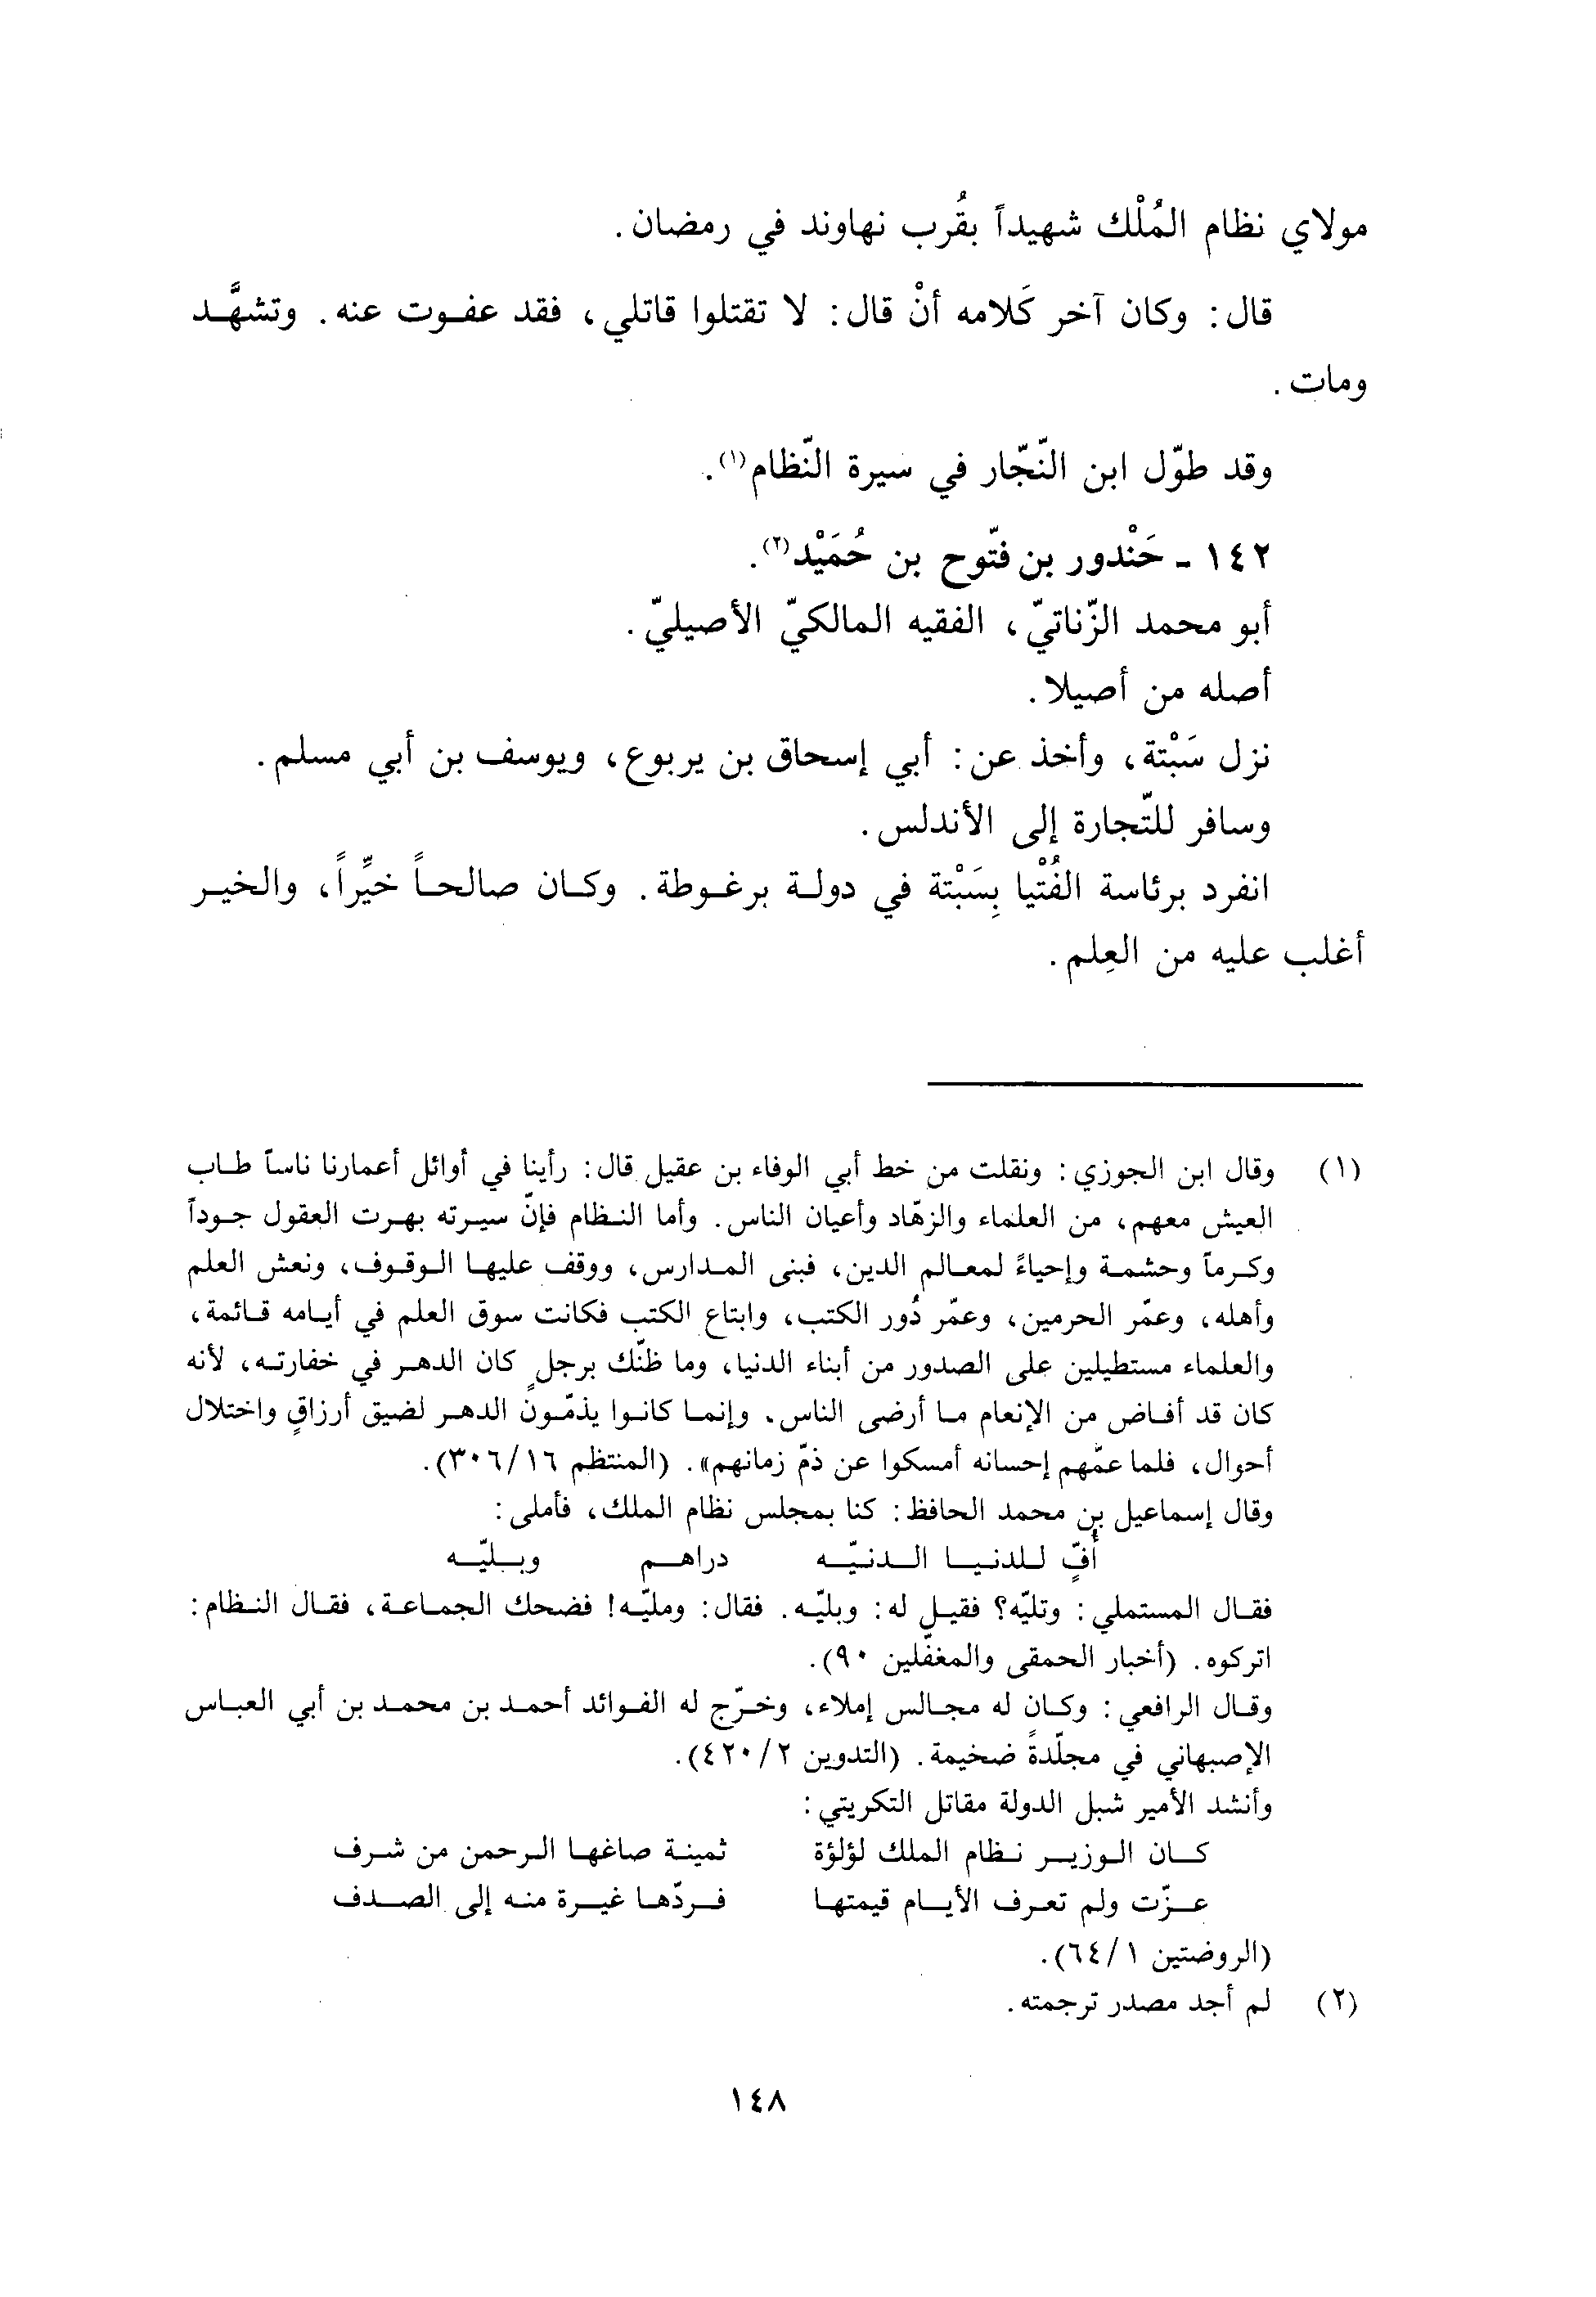 مولاي نظام المُلْك شهيداً بقُرب نهاوند في رمضان.
قال: وكان آخر كَلامه أنْ قال: لا تقتلوا قاتلي، فقد عفوت عنه. وتشهَّد
ومات.
وقد طوّل ابن النّجّار في سيرة النّظام(١).
١٤٢ - حَنْدور بن فتّوح بن حُمَيْد(٢).
أبو محمد الزّناتيّ، الفقيه المالكيّ الأصيليّ.
أصله من أصيلا.
نزل سَبْتة، وأخذ عن: أبي إسحاق بن يربوع، ويوسف بن أبي مسلم.
وسافر للتّجارة إلى الأندلس.
انفرد برئاسة الفُتْيا بِسَبْتة في دولة برغوطة. وكان صالحاً خيِّراً، والخير
أغلب عليه من العِلم.
(١) وقال ابن الجوزي: ونقلت من خط أبي الوفاء بن عقيل قال: رأينا في أوائل أعمارنا ناساً طاب
العيش معهم، من العلماء والزهّاد وأعيان الناس. وأما النظام فإنّ سيرته بهرت العقول جوداً
وكرماً وحشمة وإحياءً لمعالم الدين، فبنى المدارس، ووقف عليها الوقوف، ونعش العلم
وأهله، وعمّر الحرمين، وعمّر دُور الكتب، وابتاع الكتب فكانت سوق العلم في أيامه قائمة،
والعلماء مستطيلين على الصدور من أبناء الدنيا، وما ظنّك برجلٍ كان الدهر في خفارته، لأنه
كان قد أفاض من الإنعام ما أرضى الناس، وإنما كانوا يذمّون الدهر لضيق أرزاقٍ واختلال
أحوال، فلما عمّهم إحسانه أمسكوا عن ذمّ زمانهم». (المنتظم ١٦/٣٠٦).
وقال إسماعيل بن محمد الحافظ: كنا بمجلس نظام الملك، فأملى:
أُفّ للدنيا الدنيّه دراهم وبليّه
فقال المستملي: وتليّه؟ فقيل له: وبليّه. فقال: ومليّه! فضحك الجماعة، فقال النظام:
اتركوه. (أخبار الحمقى والمغفّلين ٩٠).
وقال الرافعي: وكان له مجالس إملاء، وخرّج له الفوائد أحمد بن محمد بن أبي العباس
الإصبهاني في مجلّدةً ضخيمة. (التدوين ٢/٤٢٠).
وأنشد الأمير شبل الدولة مقاتل التكريتي:
كان الوزير نظام الملك لؤلؤة ثمينة صاغها الرحمن من شرف
عزّت ولم تعرف الأيام قيمتها فردّها غيرة منه إلى الصدف
(الروضتين ١/٦٤).
(٢) لم أجد مصدر ترجمته.
١٤٨